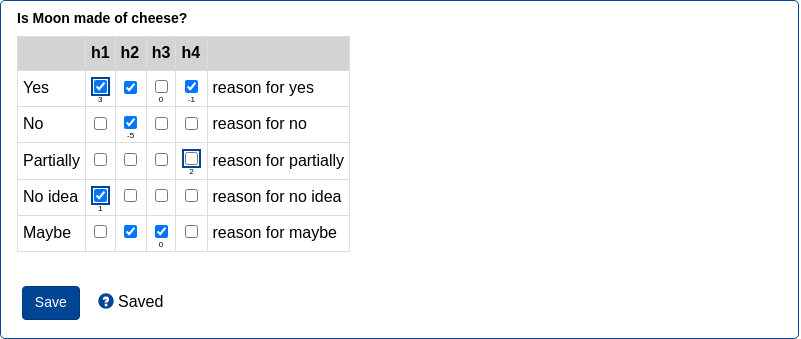 Is Moon made of cheese?
h1 h2 h3 h4
Yes reason for yes
3 0 -1
No reason for no
-5
Partially reason for partially
2
No idea reason for no idea
1
Maybe reason for maybe
0
Save ? Saved